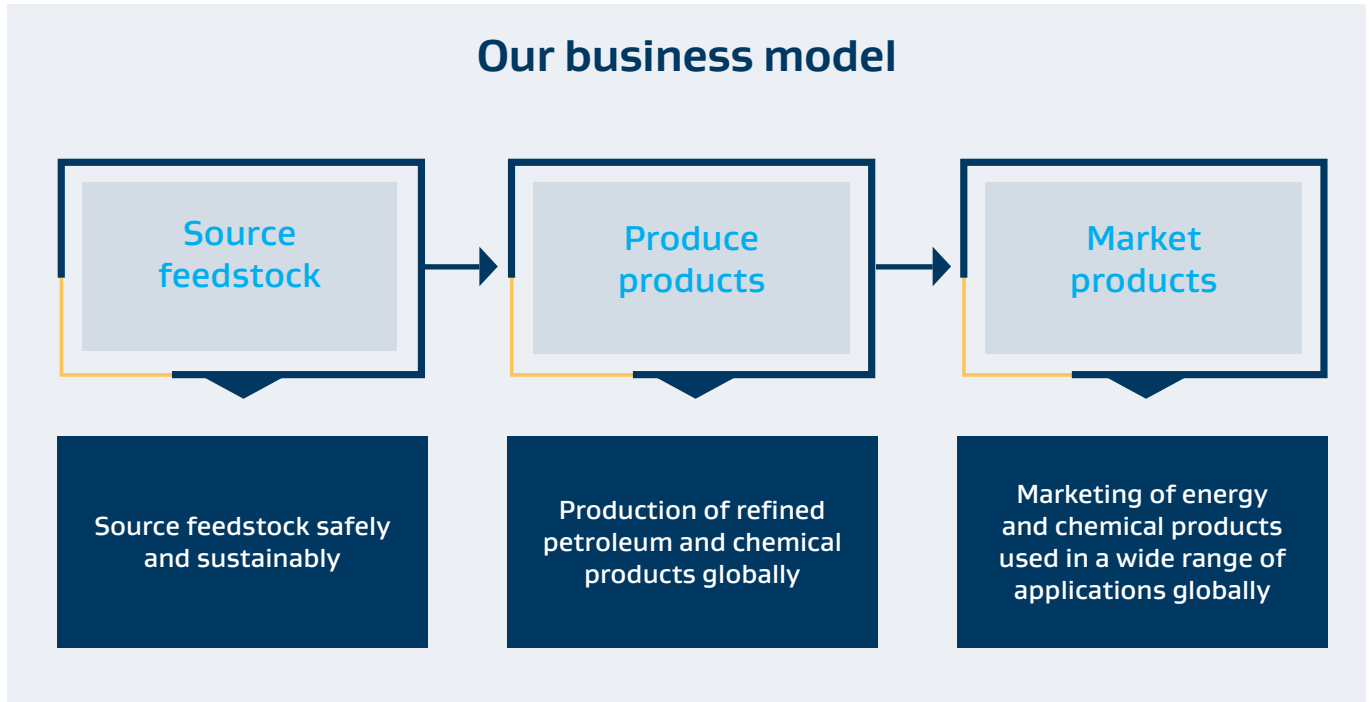 Our business model
Source
feedstock
Produce
products
Market
products
Source feedstock safely
and sustainably
Production of refined
petroleum and chemical
products globally
Marketing of energy
and chemical products
used in a wide range of
applications globally